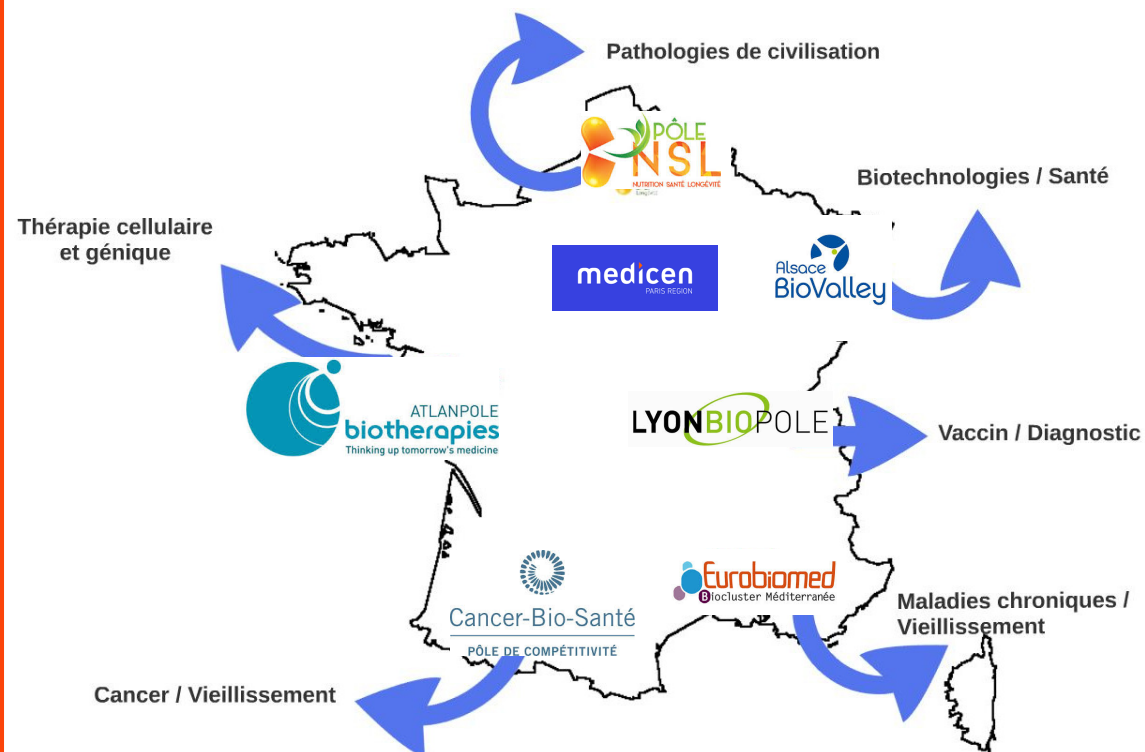 Pathologies de civilisation
PÔLE
NSL
NUTRITION SANTÉ LONGÉVITÉ
Biotechnologies / Santé
Thérapie cellulaire
et génique
medicen
PARIS REGION
Alsace
BioValley
ATLANPOLE
biotherapies
Thinking up tomorrow's medicine
LYONBIOPOLE
Vaccin / Diagnostic
Eurobiomed
Biocluster Méditerranée
Cancer-Bio-Santé
PÔLE DE COMPÉTITIVITÉ
Maladies chroniques /
Vieillissement
Cancer / Vieillissement